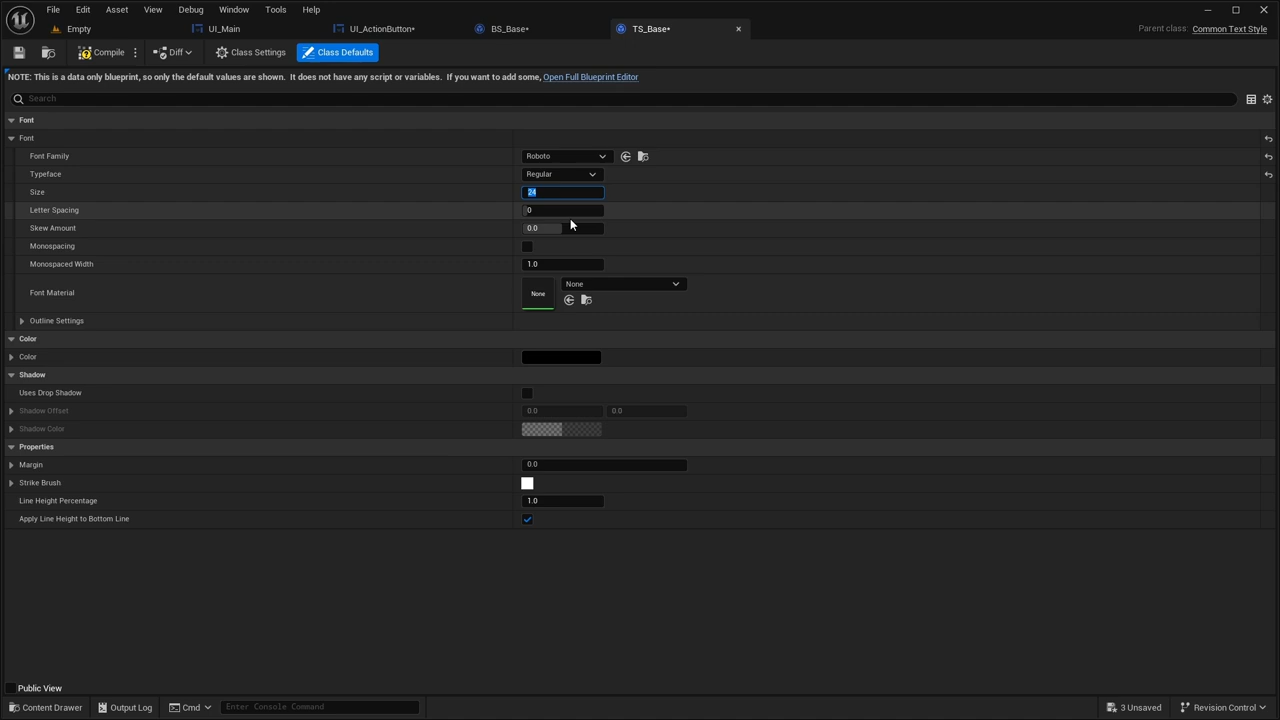 File Edit Asset View Debug Window Tools Help
Empty UI_Main UI_ActionButton* BS_Base* TS_Base* Parent class: Common Text Style
Compile Diff Class Settings Class Defaults
NOTE: This is a data only blueprint, so only the default values are shown. It does not have any script or variables. If you want to add some, Open Full Blueprint Editor
Search
Font
Font
Font Family Roboto
Typeface Regular
Size 24
Letter Spacing 0
Skew Amount 0.0
Monospacing
Monospaced Width 1.0
Font Material None None
Outline Settings
Color
Color
Shadow
Uses Drop Shadow
Shadow Offset 0.0 0.0
Shadow Color
Properties
Margin 0.0
Strike Brush
Line Height Percentage 1.0
Apply Line Height to Bottom Line
Public View
Content Drawer Output Log Cmd Enter Console Command 3 Unsaved Revision Control